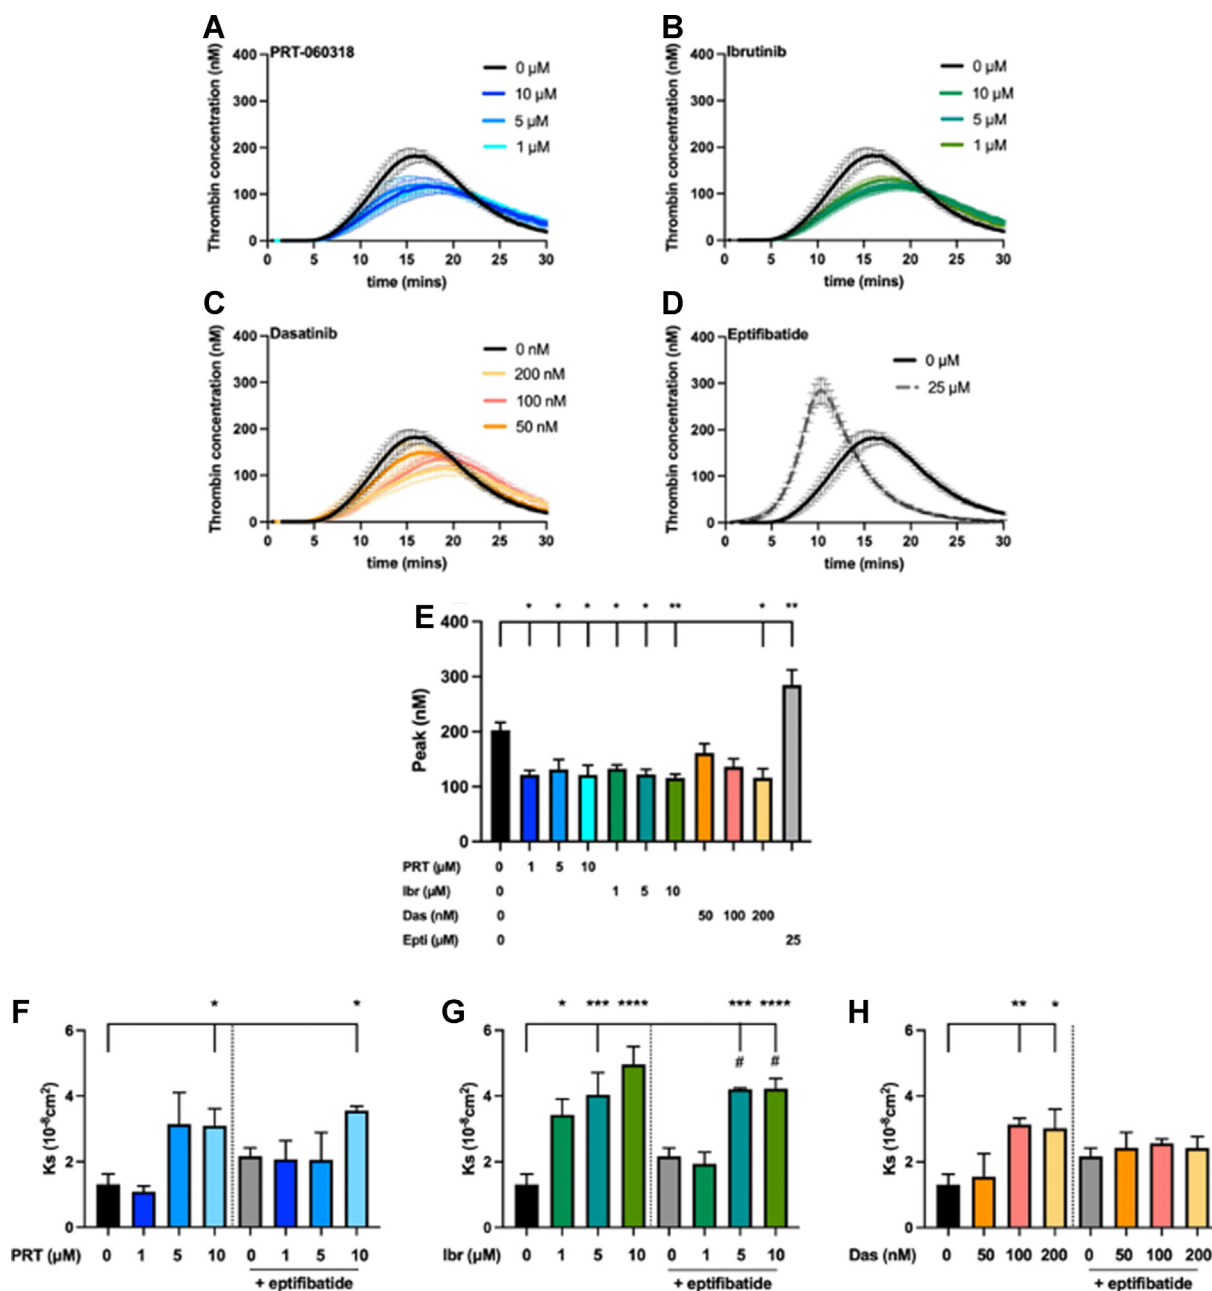 A
B
PRT-060318
Ibrutinib
Thrombin concentration (nM)
400
300
200
100
0
0 µM
10 µM
5 µM
1 µM
0 5 10 15 20 25 30
time (mins)
Thrombin concentration (nM)
400
300
200
100
0
0 µM
10 µM
5 µM
1 µM
0 5 10 15 20 25 30
time (mins)
C
D
Dasatinib
Eptifibatide
Thrombin concentration (nM)
400
300
200
100
0
0 nM
200 nM
100 nM
50 nM
0 5 10 15 20 25 30
time (mins)
Thrombin concentration (nM)
400
300
200
100
0
0 µM
25 µM
0 5 10 15 20 25 30
time (mins)
E
* * * * * ** * **
Peak (nM)
400
300
200
100
0
PRT (µM) 0 1 5 10
Ibr (µM) 0 1 5 10
Das (nM) 0 50 100 200
Epti (µM) 0 25
F
* *
Ks (10⁻⁸cm²)
6
4
2
0
PRT (µM) 0 1 5 10 0 1 5 10
+ eptifibatide
G
* *** **** *** ****
# #
Ks (10⁻⁸cm²)
6
4
2
0
Ibr (µM) 0 1 5 10 0 1 5 10
+ eptifibatide
H
** *
Ks (10⁻⁸cm²)
6
4
2
0
Das (nM) 0 50 100 200 0 50 100 200
+ eptifibatide